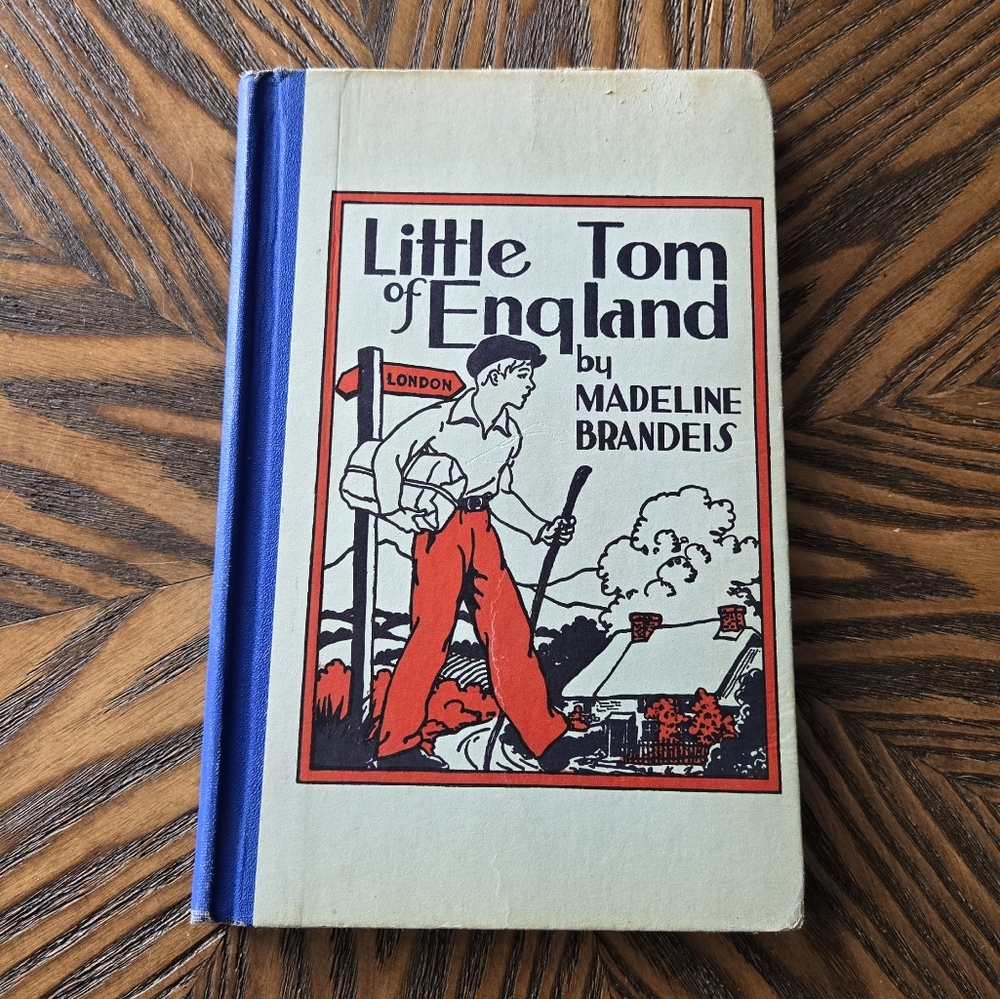 Little Tom
of England
by
MADELINE
BRANDEIS
LONDON